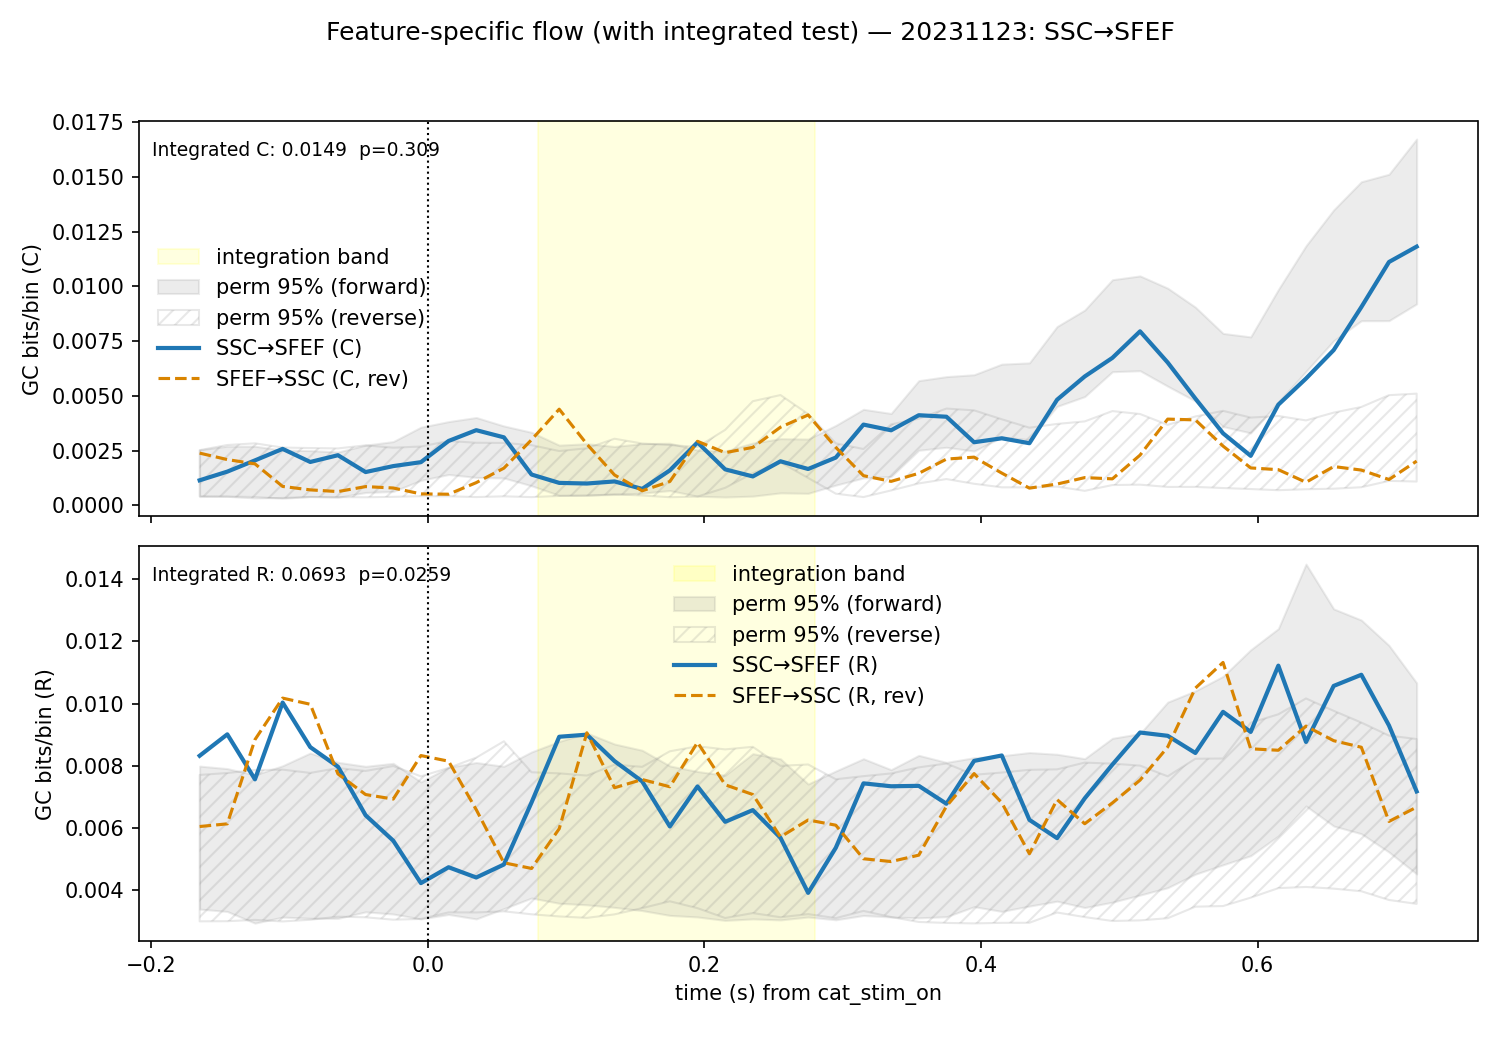 Feature-specific flow (with integrated test) — 20231123: SSC→SFEF
0.0175
0.0150
0.0125
0.0100
0.0075
0.0050
0.0025
0.0000
GC bits/bin (C)
Integrated C: 0.0149  p=0.309
integration band
perm 95% (forward)
perm 95% (reverse)
SSC→SFEF (C)
SFEF→SSC (C, rev)
0.014
0.012
0.010
0.008
0.006
0.004
GC bits/bin (R)
Integrated R: 0.0693  p=0.0259
integration band
perm 95% (forward)
perm 95% (reverse)
SSC→SFEF (R)
SFEF→SSC (R, rev)
−0.2 0.0 0.2 0.4 0.6
time (s) from cat_stim_on